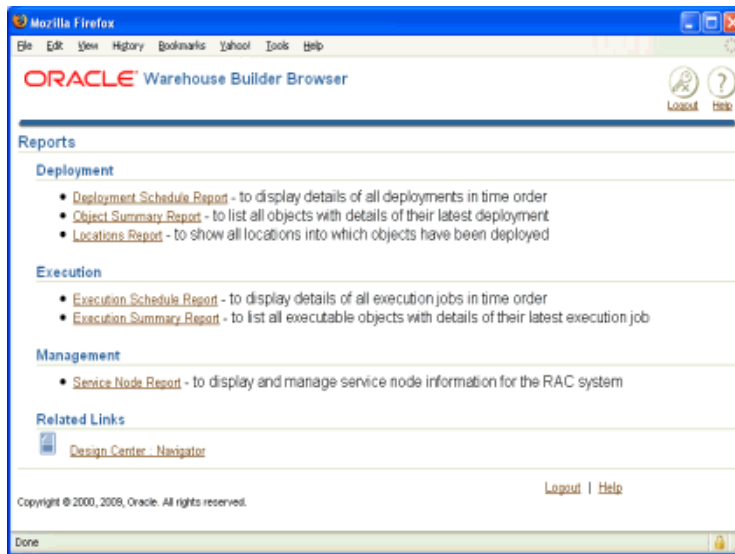 Mozilla Firefox
File Edit View History Bookmarks Yahoo! Tools Help
ORACLE Warehouse Builder Browser
Logout Help
Reports
Deployment
Deployment Schedule Report - to display details of all deployments in time order
Object Summary Report - to list all objects with details of their latest deployment
Locations Report - to show all locations into which objects have been deployed
Execution
Execution Schedule Report - to display details of all execution jobs in time order
Execution Summary Report - to list all executable objects with details of their latest execution job
Management
Service Node Report - to display and manage service node information for the RAC system
Related Links
Design Center : Navigator
Logout | Help
Copyright © 2000, 2009, Oracle. All rights reserved.
Done